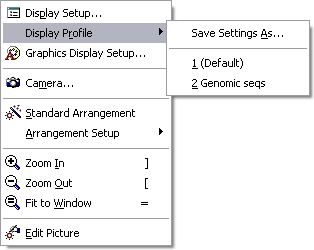 Display Setup...
Display Profile
Graphics Display Setup...
Camera...
Standard Arrangement
Arrangement Setup
Zoom In ]
Zoom Out [
Fit to Window =
Edit Picture
Save Settings As...
1 (Default)
2 Genomic seqs